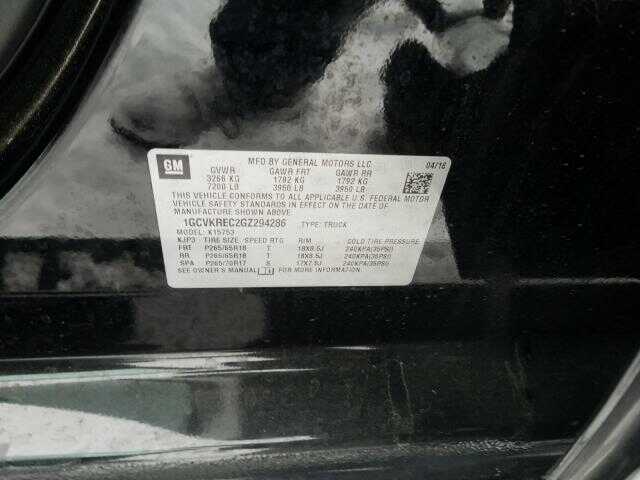 GM
MFD BY GENERAL MOTORS LLC
04/16
GVWR GAWR FRT GAWR RR
3266 KG 1792 KG 1792 KG
7200 LB 3950 LB 3950 LB
THIS VEHICLE CONFORMS TO ALL APPLICABLE U.S. FEDERAL MOTOR
VEHICLE SAFETY STANDARDS IN EFFECT ON THE DATE OF
MANUFACTURE SHOWN ABOVE.
1GCVKREC2GZ294286 TYPE: TRUCK
MODEL: K15753
KJP3 TIRE SIZE SPEED RTG RIM COLD TIRE PRESSURE
FRT P265/65R18 T 18X8.5J 240KPA(35PSI)
RR P265/65R18 T 18X8.5J 240KPA(35PSI)
SPA P265/70R17 S 17X7.5J 240KPA(35PSI)
SEE OWNER'S MANUAL